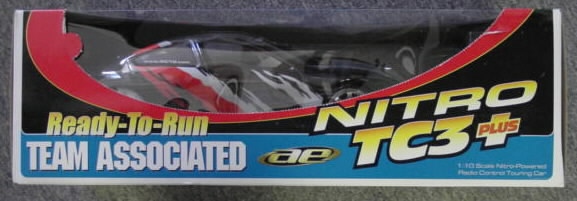 Ready-To-Run
TEAM ASSOCIATED
ae
NITRO
TC3+
PLUS
1:10 Scale Nitro-Powered
Radio Control Touring Car